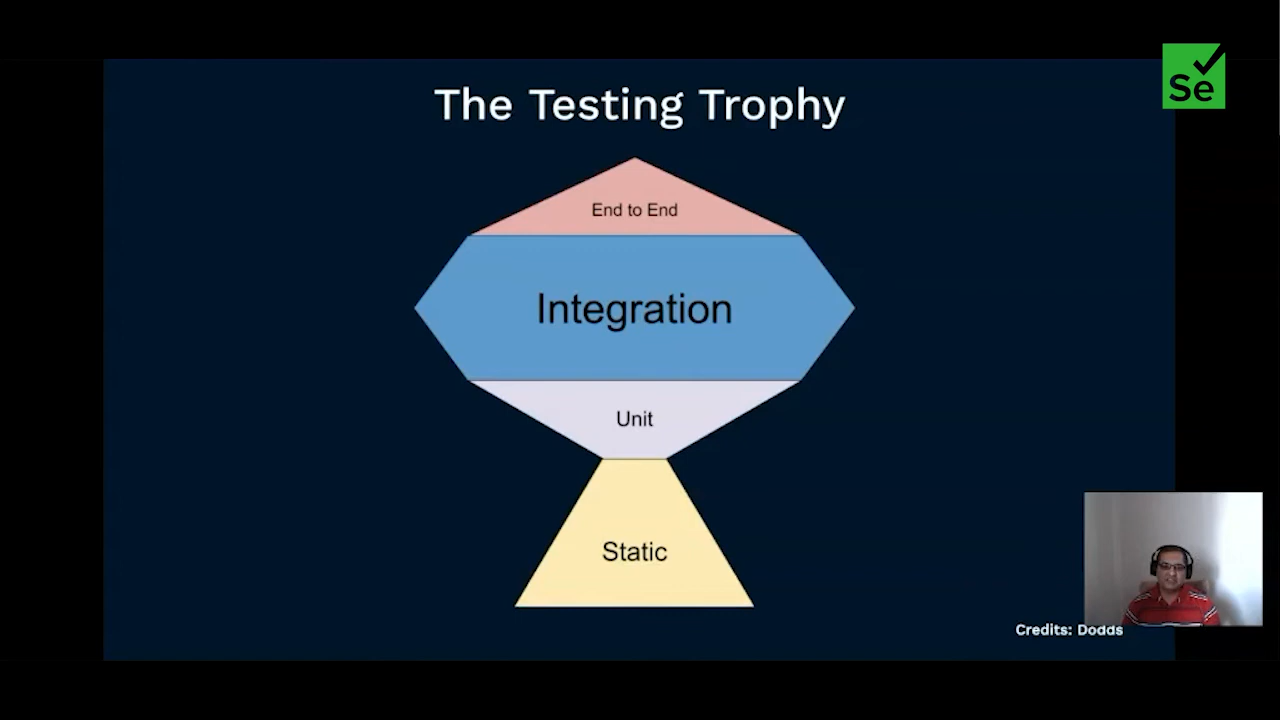 The Testing Trophy
Se
End to End
Integration
Unit
Static
Credits: Dodds